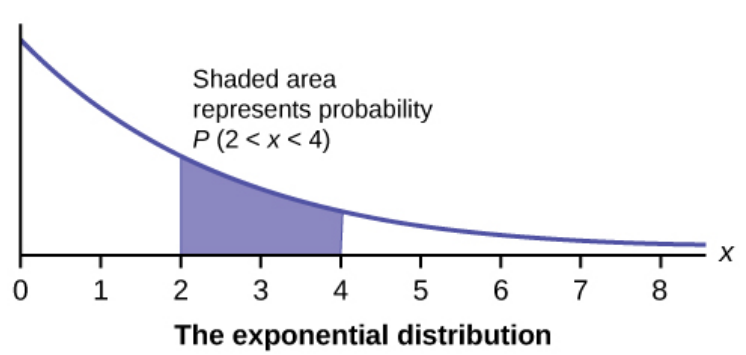 Shaded area
represents probability
P (2 < x < 4)
x
0 1 2 3 4 5 6 7 8
The exponential distribution